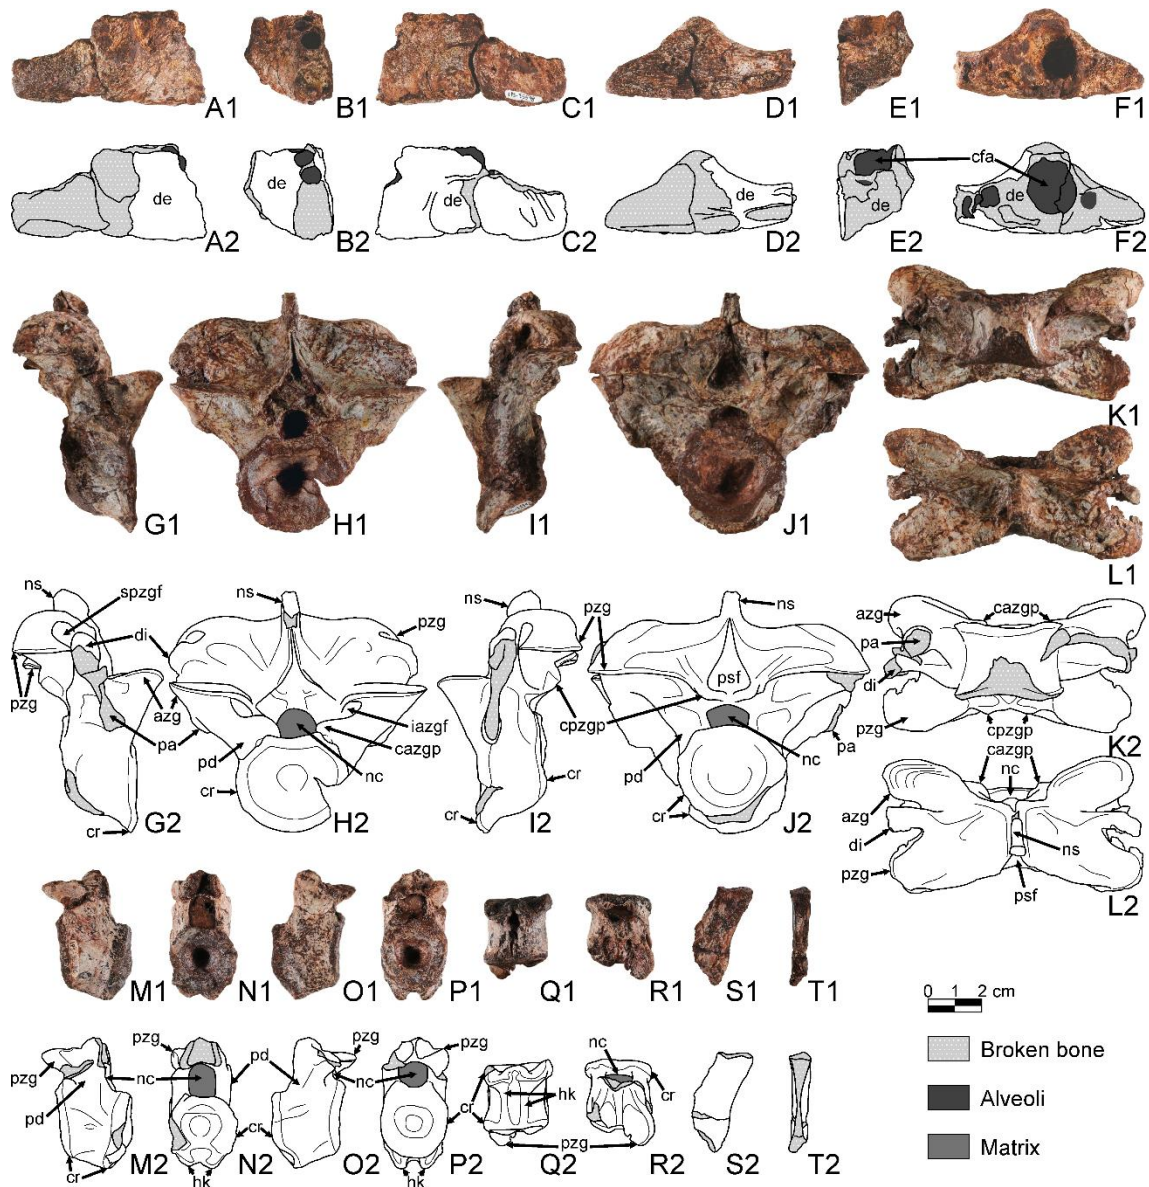 A1 B1 C1 D1 E1 F1
de de de de cfa de
A2 B2 C2 D2 E2 F2
G1 H1 I1 J1 K1
L1
ns spzgf di ns pzg ns pzg ns azg cazgp
pa
di
pzg azg iazgf cpzgp psf
pa pd cazgp nc pd nc pa pzg cpzgp
K2
cr cr cr cr cazgp
nc
G2 H2 I2 J2
cr
azg
di ns
pzg
psf
L2
M1 N1 O1 P1 Q1 R1 S1 T1
0 1 2 cm
pzg pd pzg pzg nc
pzg nc nc
pd hk cr
cr cr cr
pzg
M2 N2 O2 P2 Q2 R2 S2 T2
cr hk hk
Broken bone
Alveoli
Matrix